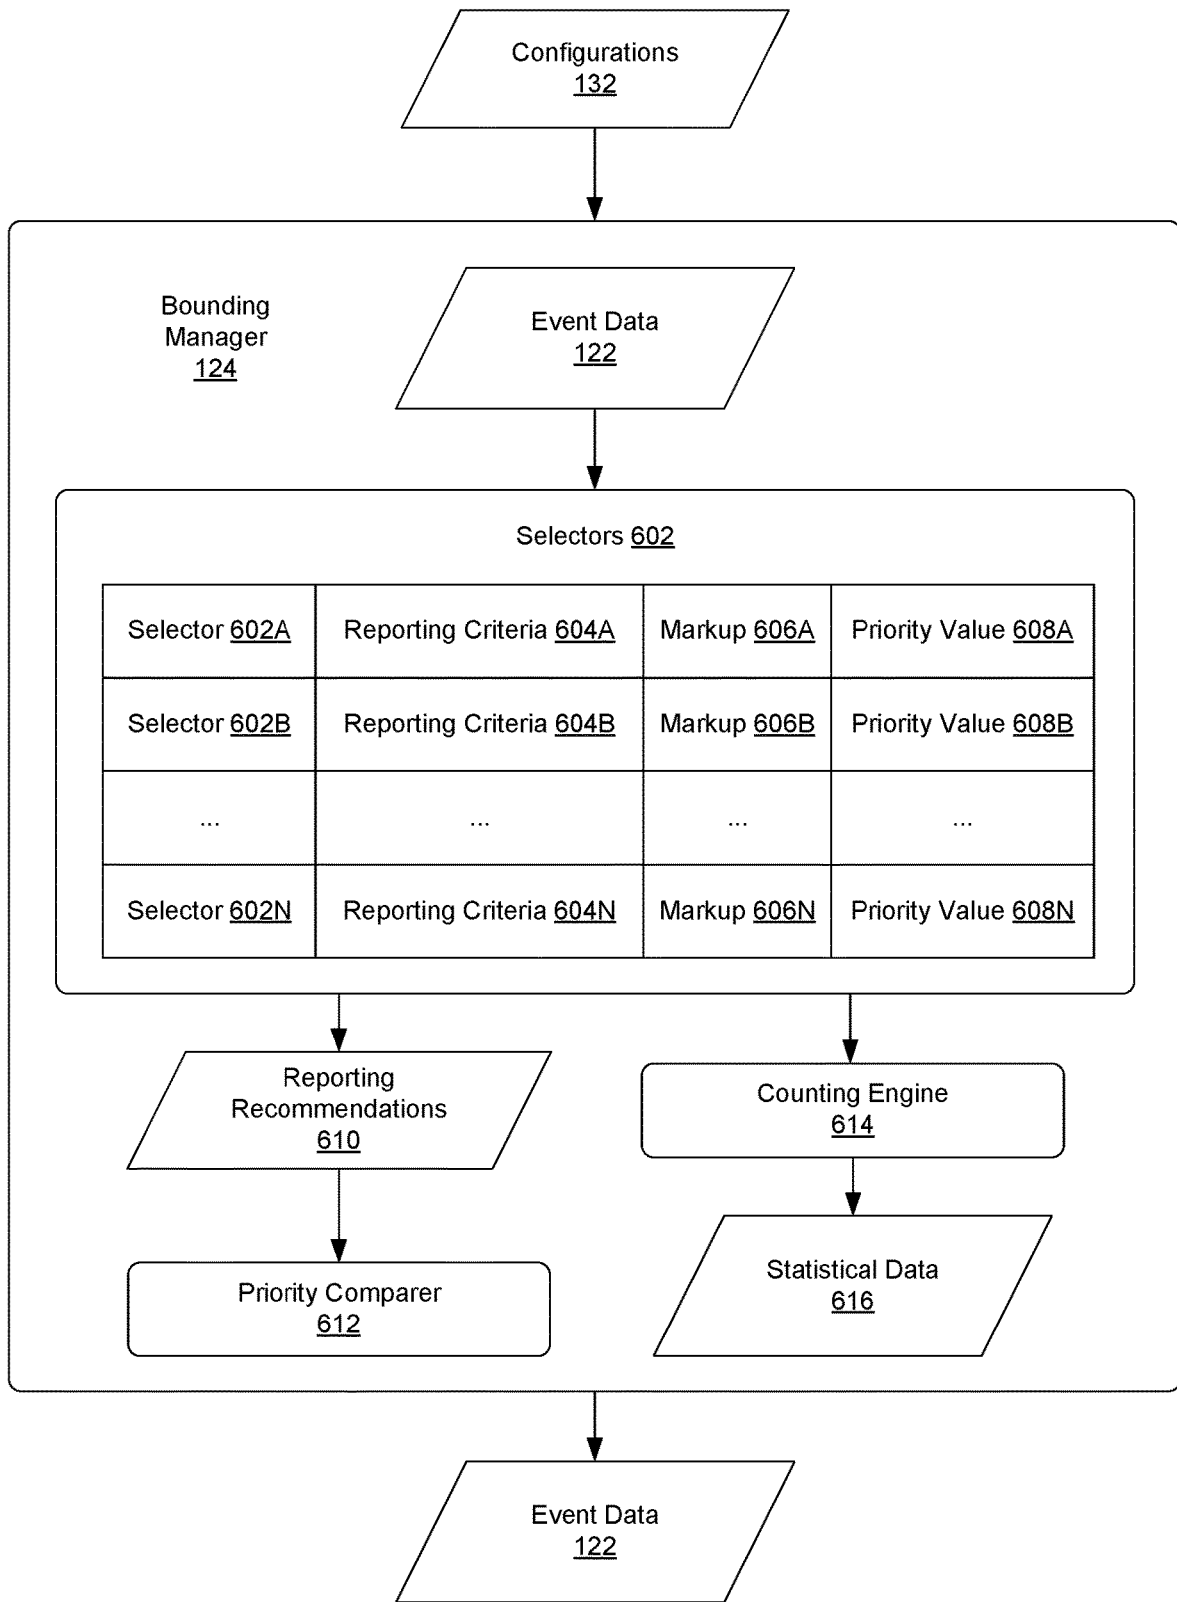 Configurations
132
Bounding
Manager
124
Event Data
122
Selectors 602
Selector 602A Reporting Criteria 604A Markup 606A Priority Value 608A
Selector 602B Reporting Criteria 604B Markup 606B Priority Value 608B
... ... ... ...
Selector 602N Reporting Criteria 604N Markup 606N Priority Value 608N
Reporting
Recommendations
610
Counting Engine
614
Priority Comparer
612
Statistical Data
616
Event Data
122